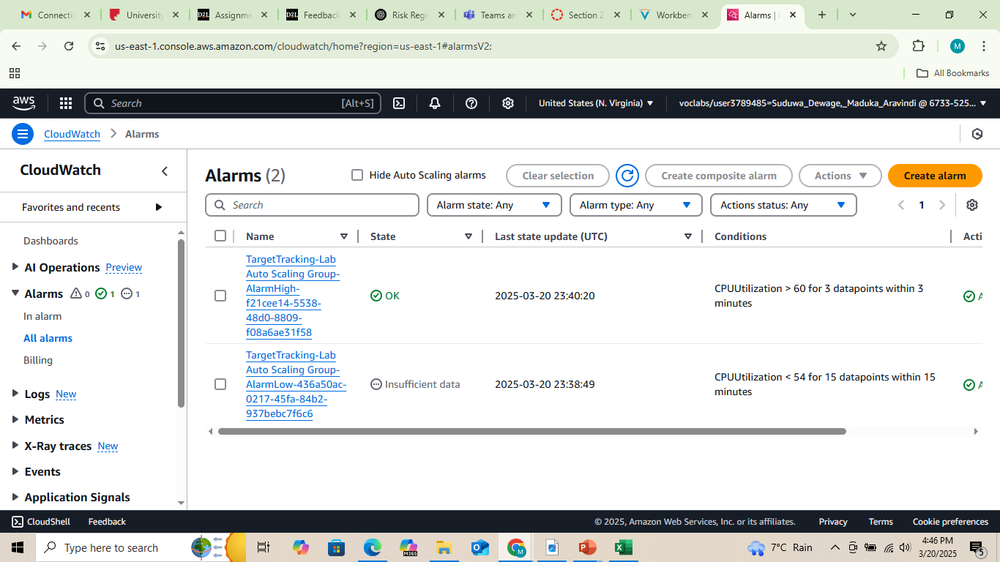 Connectin
University
D2L
Assignme
D2L
Feedback
Risk Regi
Teams an
Section 2
Workben
Alarms |
us-east-1.console.aws.amazon.com/cloudwatch/home?region=us-east-1#alarmsV2:
M
All Bookmarks
aws
Search
[Alt+S]
United States (N. Virginia)
voclabs/user3789485=Suduwa_Dewage,_Maduka_Aravindi @ 6733-525...
CloudWatch
Alarms
CloudWatch
Favorites and recents
Dashboards
AI Operations Preview
Alarms 0 1 1
In alarm
All alarms
Billing
Logs New
Metrics
X-Ray traces New
Events
Application Signals
Alarms (2)
Hide Auto Scaling alarms
Clear selection
Create composite alarm
Actions
Create alarm
Search
Alarm state: Any
Alarm type: Any
Actions status: Any
1
Name
State
Last state update (UTC)
Conditions
Acti
TargetTracking-Lab
Auto Scaling Group-
AlarmHigh-
f21cee14-5538-
48d0-8809-
f08a6ae31f58
OK
2025-03-20 23:40:20
CPUUtilization > 60 for 3 datapoints within 3
minutes
A
TargetTracking-Lab
Auto Scaling Group-
AlarmLow-436a50ac-
0217-45fa-84b2-
937bebc7f6c6
Insufficient data
2025-03-20 23:38:49
CPUUtilization < 54 for 15 datapoints within 15
minutes
A
CloudShell
Feedback
© 2025, Amazon Web Services, Inc. or its affiliates.
Privacy
Terms
Cookie preferences
Type here to search
M365
7°C Rain
4:46 PM
3/20/2025
5